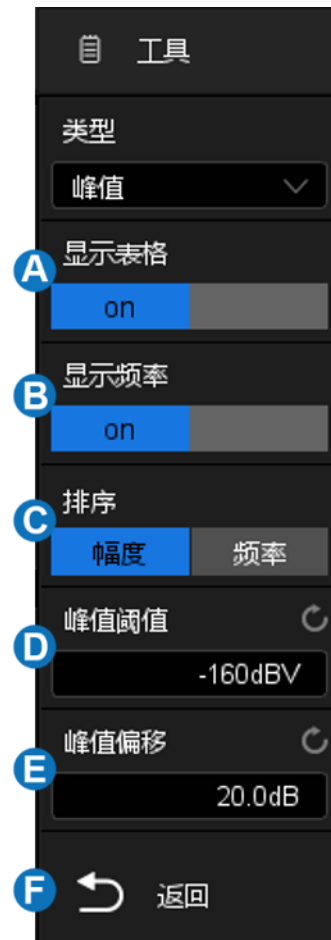 工具
类型
峰值
A 显示表格
on
B 显示频率
on
C 排序
幅度 频率
D 峰值阈值
-160dBV
E 峰值偏移
20.0dB
F 返回